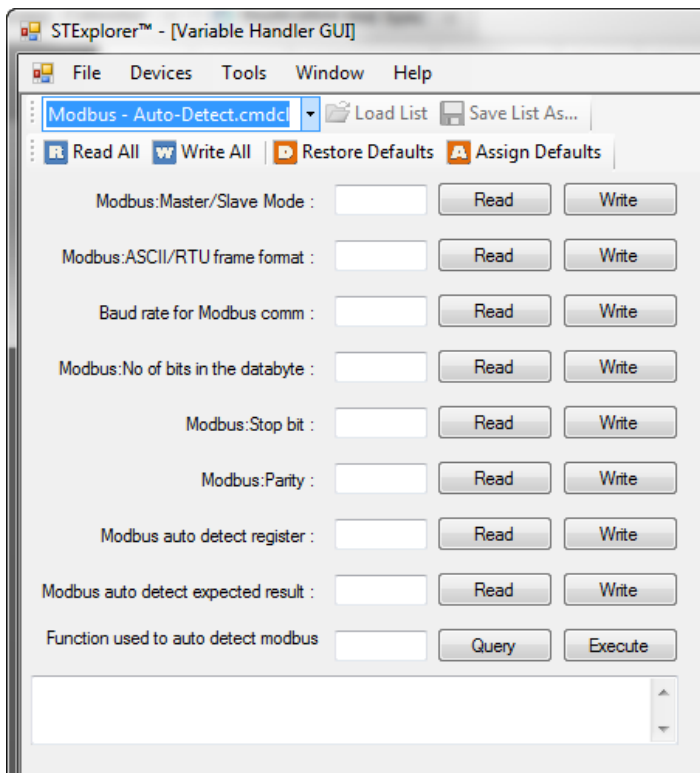 STExplorer™ - [Variable Handler GUI]
File Devices Tools Window Help
Modbus - Auto-Detect.cmdcl Load List Save List As...
R Read All W Write All D Restore Defaults A Assign Defaults
Modbus:Master/Slave Mode : Read Write
Modbus:ASCII/RTU frame format : Read Write
Baud rate for Modbus comm : Read Write
Modbus:No of bits in the databyte : Read Write
Modbus:Stop bit : Read Write
Modbus:Parity : Read Write
Modbus auto detect register : Read Write
Modbus auto detect expected result : Read Write
Function used to auto detect modbus Query Execute